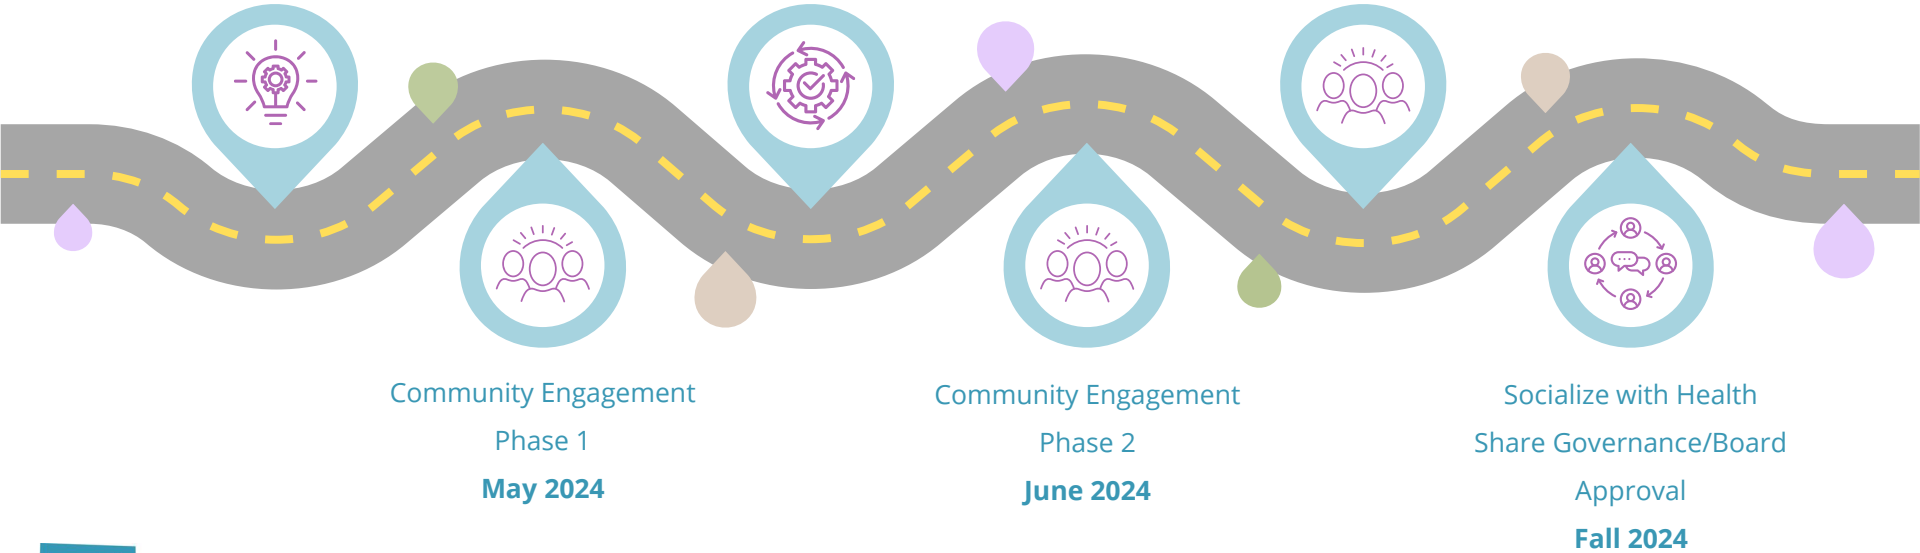 Community Engagement
Phase 1
May 2024
Community Engagement
Phase 2
June 2024
Socialize with Health
Share Governance/Board
Approval
Fall 2024